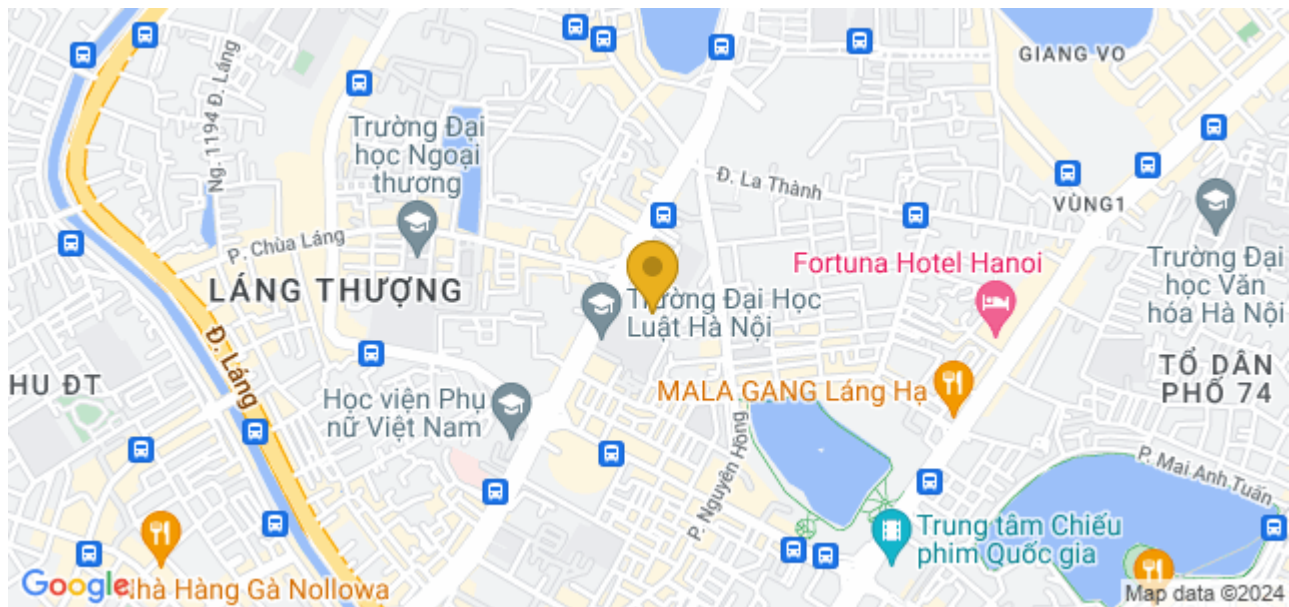 GIANG VO
Ng. 1194 Đ. Láng
Trường Đại
học Ngoại
thương
Đ. La Thành
VÙNG1
P. Chùa Láng
Fortuna Hotel Hanoi
Trường Đại
học Văn
hóa Hà Nội
LÁNG THƯỢNG
Trường Đại Học
Luật Hà Nội
Đ. Láng
HU ĐT
TỔ DÂN
PHỐ 74
MALA GANG Láng Hạ
Học viện Phụ
nữ Việt Nam
P. Nguyên Hồng
P. Mai Anh Tuấn
Trung tâm Chiếu
phim Quốc gia
Google
Nhà Hàng Gà Nollowa
Map data ©2024